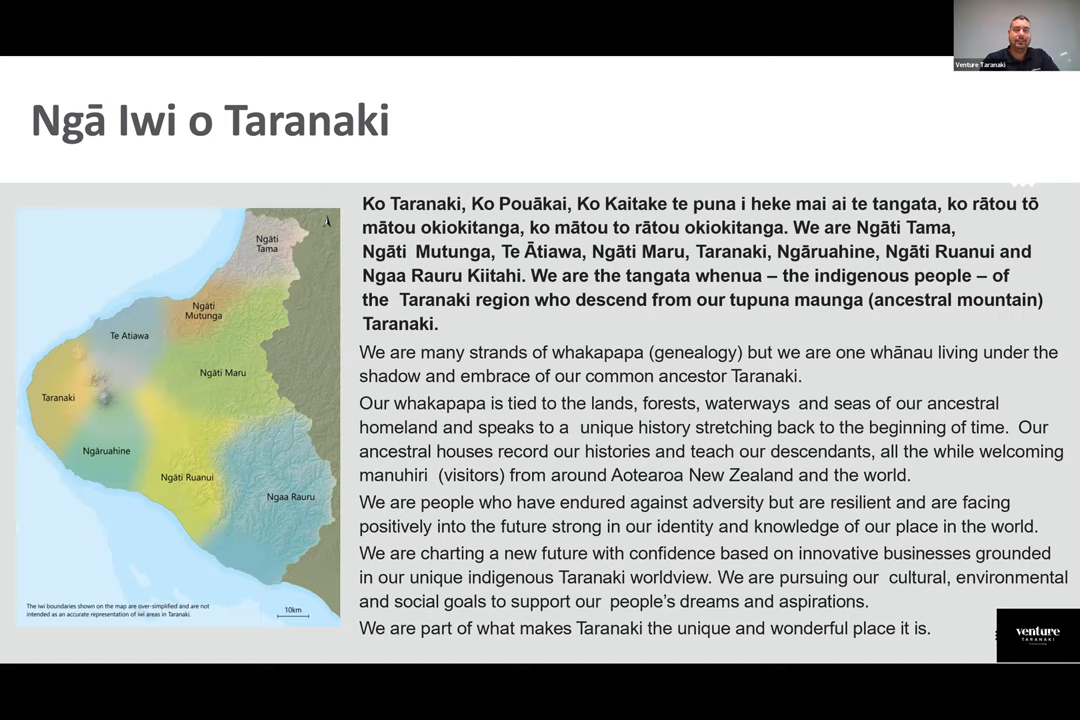 Venture Taranaki
Ngā Iwi o Taranaki
Ngāti
Tama
Ngāti
Mutunga
Te Atiawa
Ngāti Maru
Taranaki
Ngāruahine
Ngāti Ruanui
Ngaa Rauru
The iwi boundaries shown on the map are over-simplified and are not
intended as an accurate representation of iwi areas in Taranaki.
10km
Ko Taranaki, Ko Pouākai, Ko Kaitake te puna i heke mai ai te tangata, ko rātou tō
mātou okiokitanga, ko mātou to rātou okiokitanga. We are Ngāti Tama,
Ngāti Mutunga, Te Ātiawa, Ngāti Maru, Taranaki, Ngāruahine, Ngāti Ruanui and
Ngaa Rauru Kiitahi. We are the tangata whenua – the indigenous people – of
the Taranaki region who descend from our tupuna maunga (ancestral mountain)
Taranaki.
We are many strands of whakapapa (genealogy) but we are one whānau living under the
shadow and embrace of our common ancestor Taranaki.
Our whakapapa is tied to the lands, forests, waterways and seas of our ancestral
homeland and speaks to a unique history stretching back to the beginning of time. Our
ancestral houses record our histories and teach our descendants, all the while welcoming
manuhiri (visitors) from around Aotearoa New Zealand and the world.
We are people who have endured against adversity but are resilient and are facing
positively into the future strong in our identity and knowledge of our place in the world.
We are charting a new future with confidence based on innovative businesses grounded
in our unique indigenous Taranaki worldview. We are pursuing our cultural, environmental
and social goals to support our people's dreams and aspirations.
We are part of what makes Taranaki the unique and wonderful place it is.
venture
TARANAKI